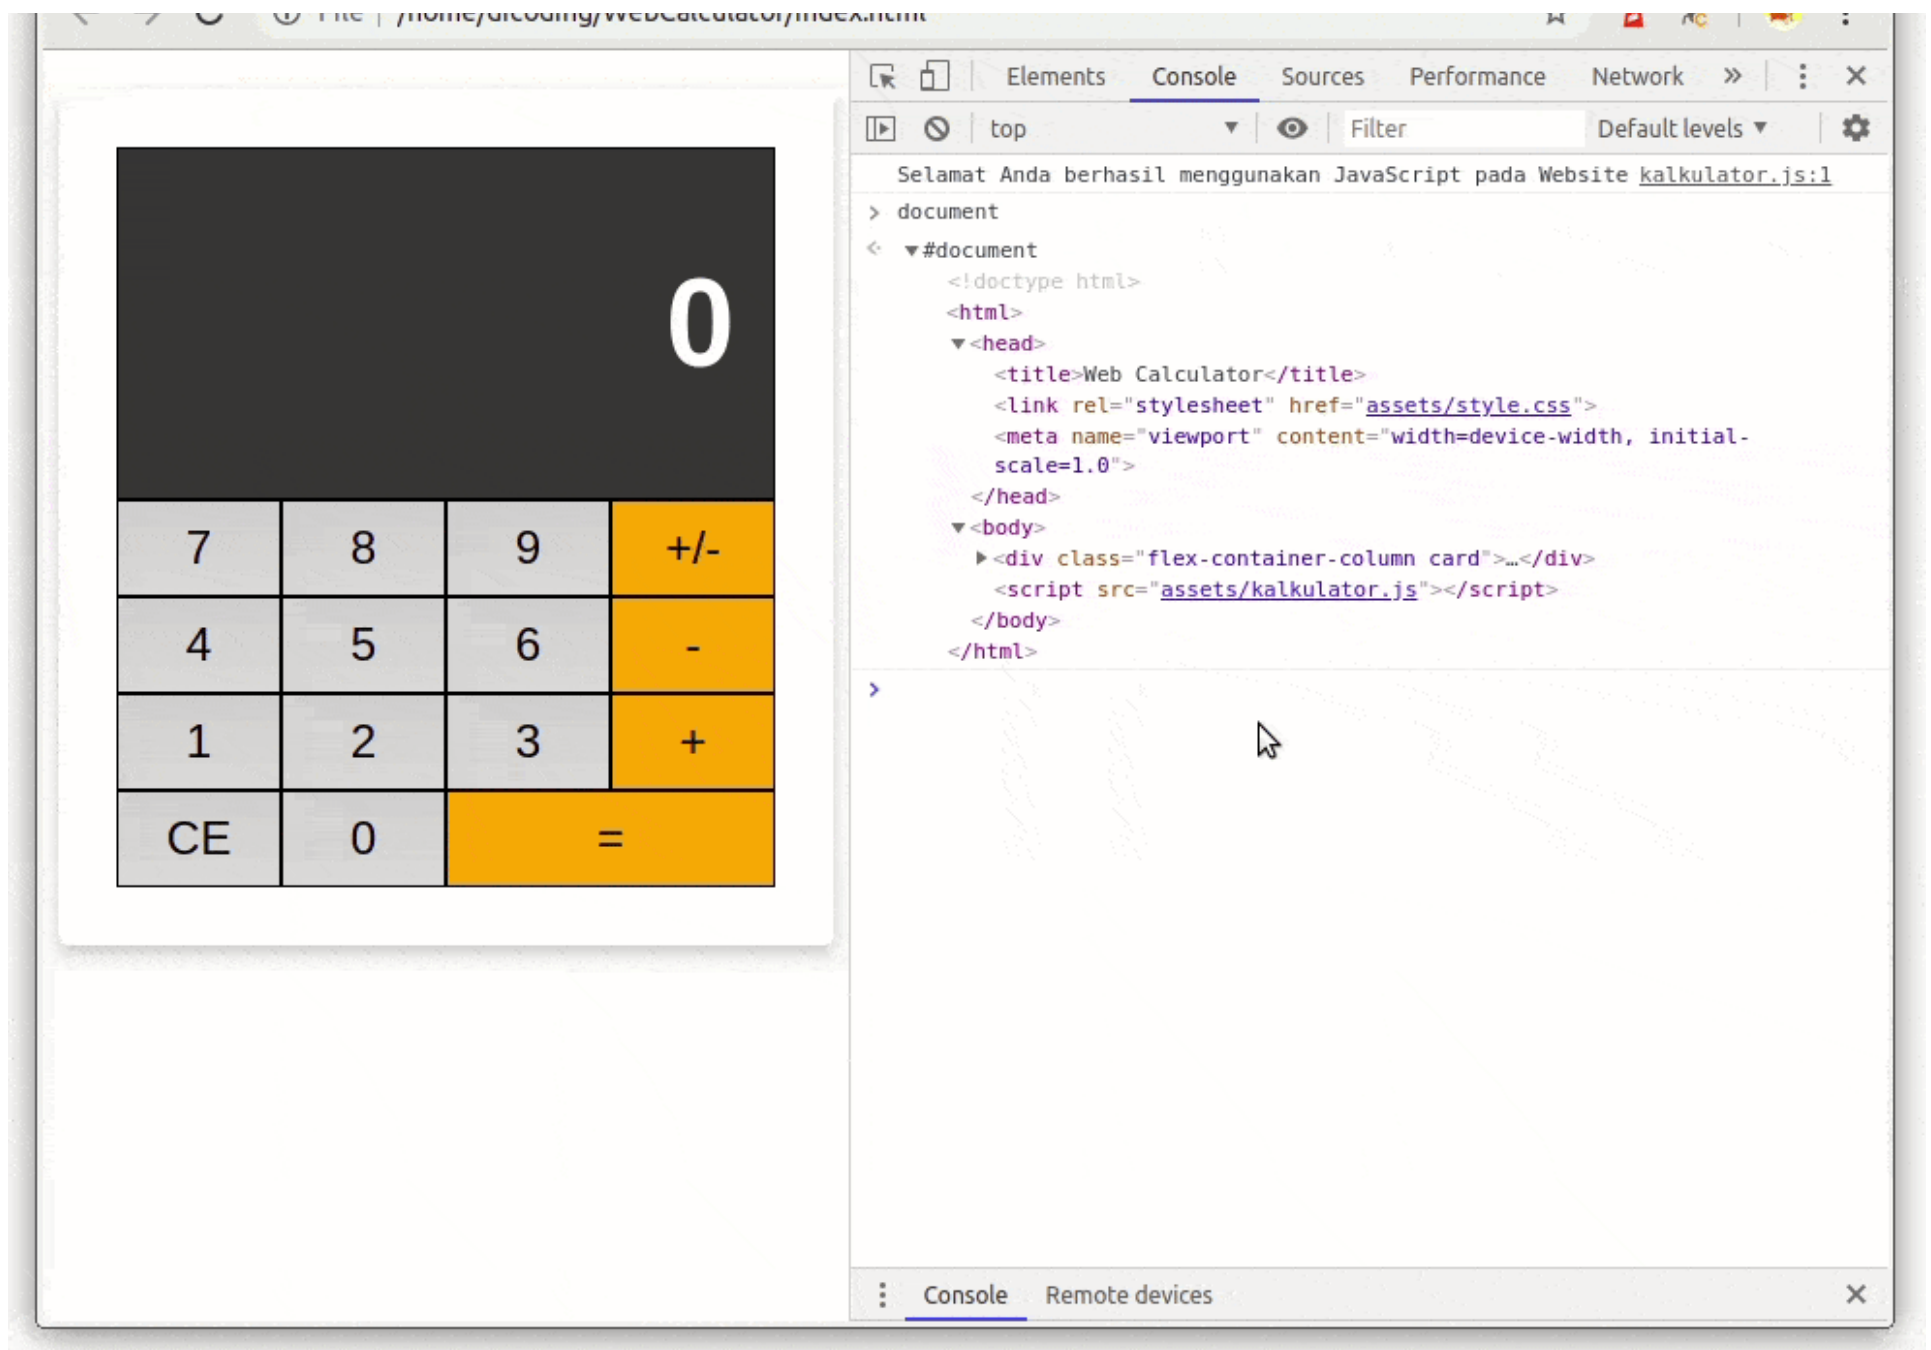 File | /home/dicoding/WebCalculator/index.html
Elements Console Sources Performance Network »
top Filter Default levels
Selamat Anda berhasil menggunakan JavaScript pada Website kalkulator.js:1
> document
#document
<!doctype html>
<html>
<head>
<title>Web Calculator</title>
<link rel="stylesheet" href="assets/style.css">
<meta name="viewport" content="width=device-width, initial-
scale=1.0">
</head>
<body>
<div class="flex-container-column card">…</div>
<script src="assets/kalkulator.js"></script>
</body>
</html>
>
0
7 8 9 +/-
4 5 6 -
1 2 3 +
CE 0 =
Console Remote devices